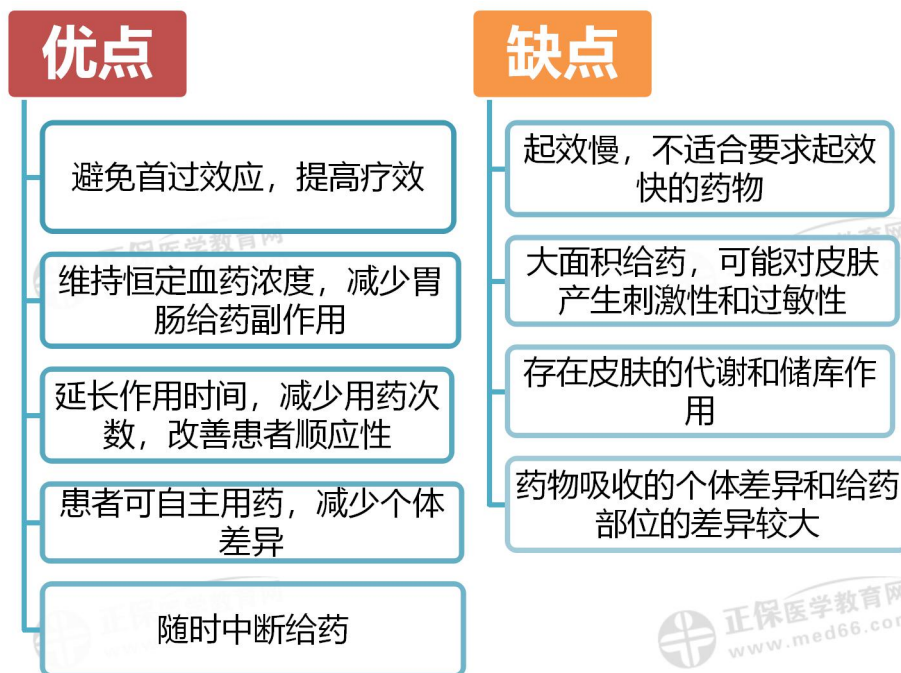 优点
避免首过效应，提高疗效
维持恒定血药浓度，减少胃
肠给药副作用
延长作用时间，减少用药次
数，改善患者顺应性
患者可自主用药，减少个体
差异
随时中断给药
缺点
起效慢，不适合要求起效
快的药物
大面积给药，可能对皮肤
产生刺激性和过敏性
存在皮肤的代谢和储库作
用
药物吸收的个体差异和给药
部位的差异较大
正保医学教育网
www.med66.com